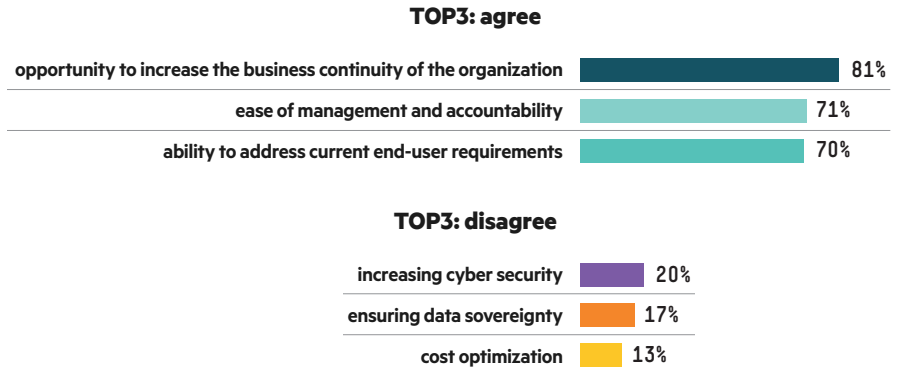 TOP3: agree
opportunity to increase the business continuity of the organization 81%
ease of management and accountability 71%
ability to address current end-user requirements 70%
TOP3: disagree
increasing cyber security 20%
ensuring data sovereignty 17%
cost optimization 13%